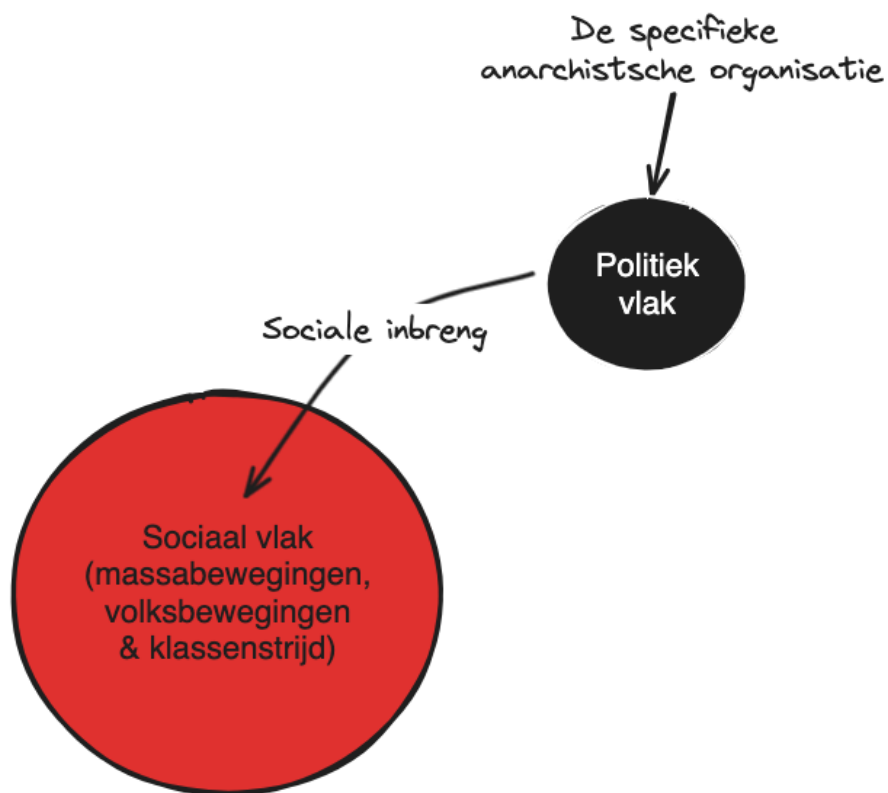 De specifieke
anarchistsche organisatie
Politiek
vlak
Sociale inbreng
Sociaal vlak
(massabewegingen,
volksbewegingen
& klassenstrijd)